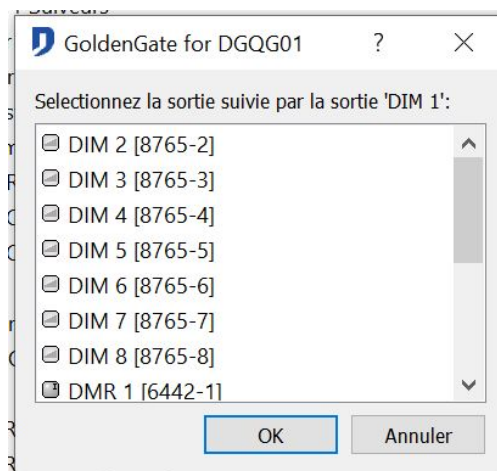 Suiveurs
GoldenGate for DGQG01 ?
Selectionnez la sortie suivie par la sortie 'DIM 1':
DIM 2 [8765-2]
DIM 3 [8765-3]
DIM 4 [8765-4]
DIM 5 [8765-5]
DIM 6 [8765-6]
DIM 7 [8765-7]
DIM 8 [8765-8]
DMR 1 [6442-1]
OK Annuler